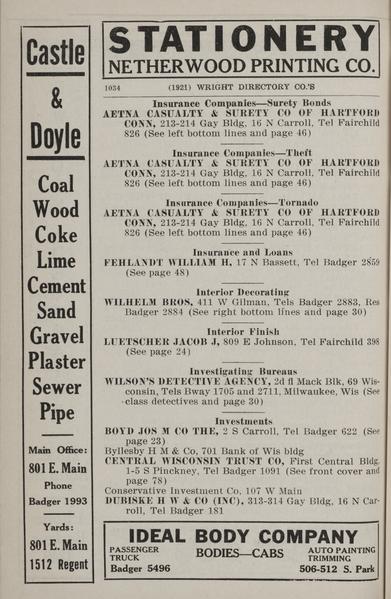 STATIONERY
NETHERWOOD PRINTING CO.
Castle
&
Doyle
Coal
Wood
Coke
Lime
Cement
Sand
Gravel
Plaster
Sewer
Pipe
Main Office:
801 E. Main
Phone
Badger 1993
Yards:
801 E. Main
1512 Regent
1034 (1921) WRIGHT DIRECTORY CO.'S
Insurance Companies—Surety Bonds
AETNA CASUALTY & SURETY CO OF HARTFORD
CONN, 213-214 Gay Bldg, 16 N Carroll, Tel Fairchild
826 (See left bottom lines and page 46)
Insurance Companies—Theft
AETNA CASUALTY & SURETY CO OF HARTFORD
CONN, 213-214 Gay Bldg, 16 N Carroll, Tel Fairchild
826 (See left bottom lines and page 46)
Insurance Companies—Tornado
AETNA CASUALTY & SURETY CO OF HARTFORD
CONN, 213-214 Gay Bldg, 16 N Carroll, Tel Fairchild
826 (See left bottom lines and page 46)
Insurance and Loans
FEHLANDT WILLIAM H, 17 N Bassett, Tel Badger 2859
(See page 48)
Interior Decorating
WILHELM BROS, 411 W Gilman, Tels Badger 2883, Res
Badger 2884 (See right bottom lines and page 30)
Interior Finish
LUETSCHER JACOB J, 809 E Johnson, Tel Fairchild 398
(See page 24)
Investigating Bureaus
WILSON'S DETECTIVE AGENCY, 2d fl Mack Blk, 69 Wis-
consin, Tels Bway 1705 and 2711, Milwaukee, Wis (See
class detectives and page 30)
Investments
BOYD JOS M CO THE, 2 S Carroll, Tel Badger 622 (See
page 23)
Byllesby H M & Co, 701 Bank of Wis bldg
CENTRAL WISCONSIN TRUST CO, First Central Bldg.
1-5 S Pinckney, Tel Badger 1091 (See front cover and
page 78)
Conservative Investment Co, 107 W Main
DUBISKE H W & CO (INC), 313-314 Gay Bldg, 16 N Car-
roll, Tel Badger 181
IDEAL BODY COMPANY
PASSENGER
TRUCK
BODIES—CABS
AUTO PAINTING
TRIMMING
Badger 5496
506-512 S. Park